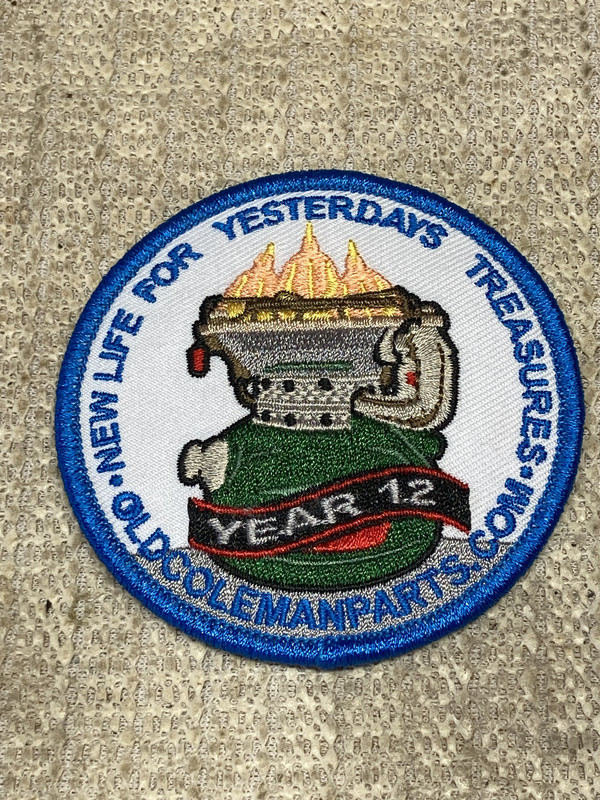 •NEW LIFE FOR YESTERDAYS TREASURES•
YEAR 12
OLDCOLEMANPARTS.COM